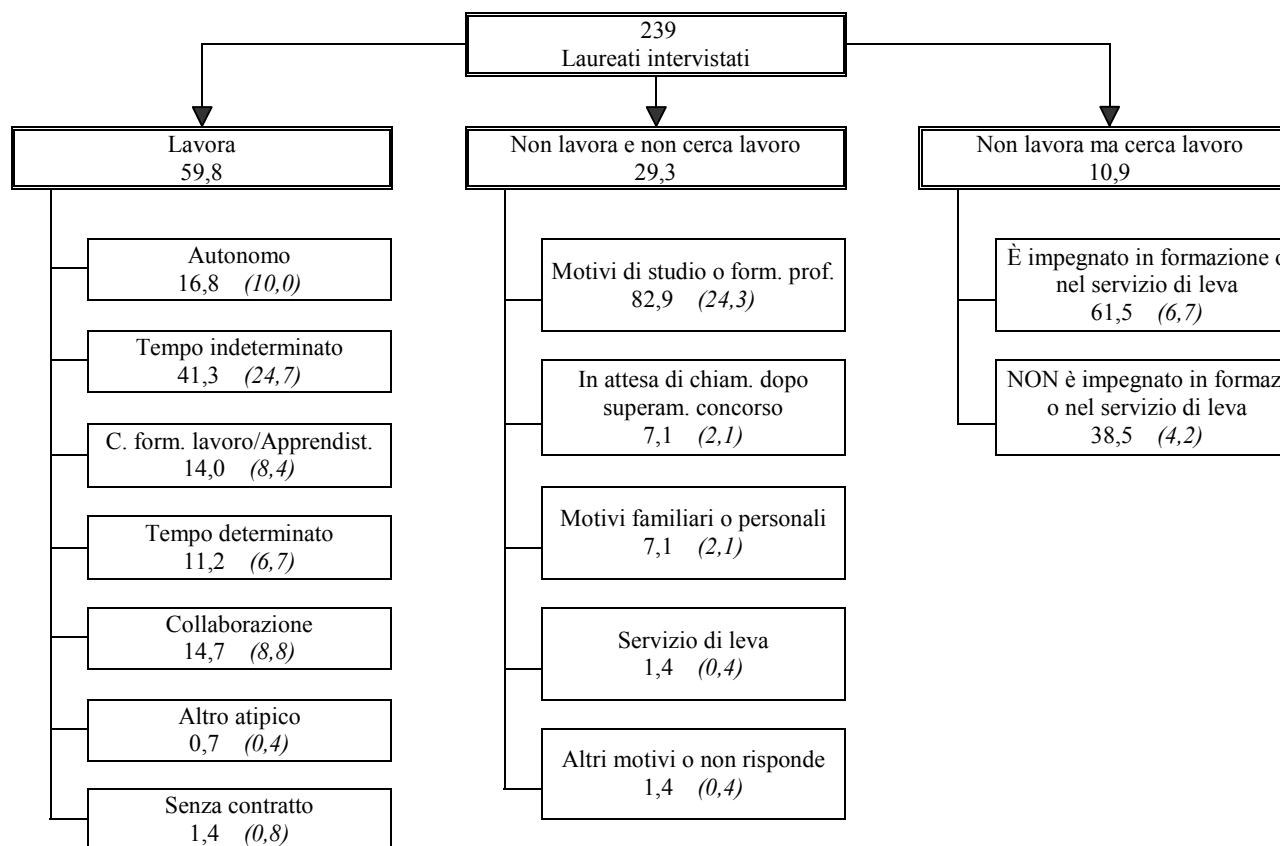 239
Laureati intervistati
Lavora
59,8
Autonomo
16,8 (10,0)
Tempo indeterminato
41,3 (24,7)
C. form. lavoro/Apprendist.
14,0 (8,4)
Tempo determinato
11,2 (6,7)
Collaborazione
14,7 (8,8)
Altro atipico
0,7 (0,4)
Senza contratto
1,4 (0,8)
Non lavora e non cerca lavoro
29,3
Motivi di studio o form. prof.
82,9 (24,3)
In attesa di chiam. dopo
superam. concorso
7,1 (2,1)
Motivi familiari o personali
7,1 (2,1)
Servizio di leva
1,4 (0,4)
Altri motivi o non risponde
1,4 (0,4)
Non lavora ma cerca lavoro
10,9
È impegnato in formazione o
nel servizio di leva
61,5 (6,7)
NON è impegnato in formaz
o nel servizio di leva
38,5 (4,2)